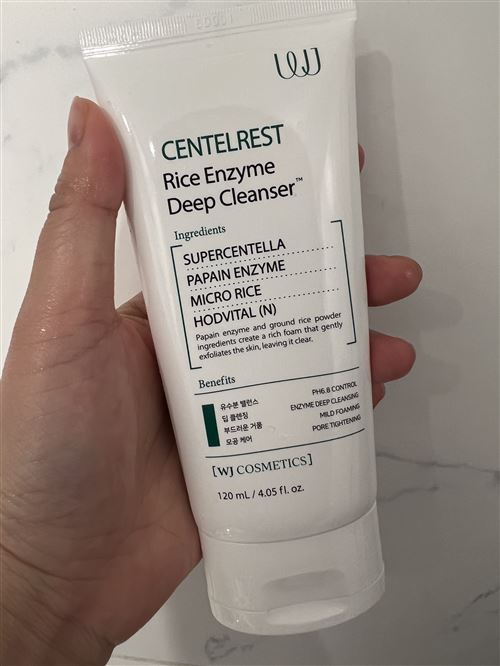 WJ
CENTELREST
Rice Enzyme
Deep Cleanser™
Ingredients
SUPERCENTELLA
PAPAIN ENZYME
MICRO RICE
HODVITAL (N)
Papain enzyme and ground rice powder
ingredients create a rich foam that gently
exfoliates the skin, leaving it clear.
Benefits
유수분 밸런스
딥 클렌징
부드러운 거품
모공 케어
PH6.8 CONTROL
ENZYME DEEP CLEANSING
MILD FOAMING
PORE TIGHTENING
[WJ COSMETICS]
120 mL / 4.05 fl. oz.